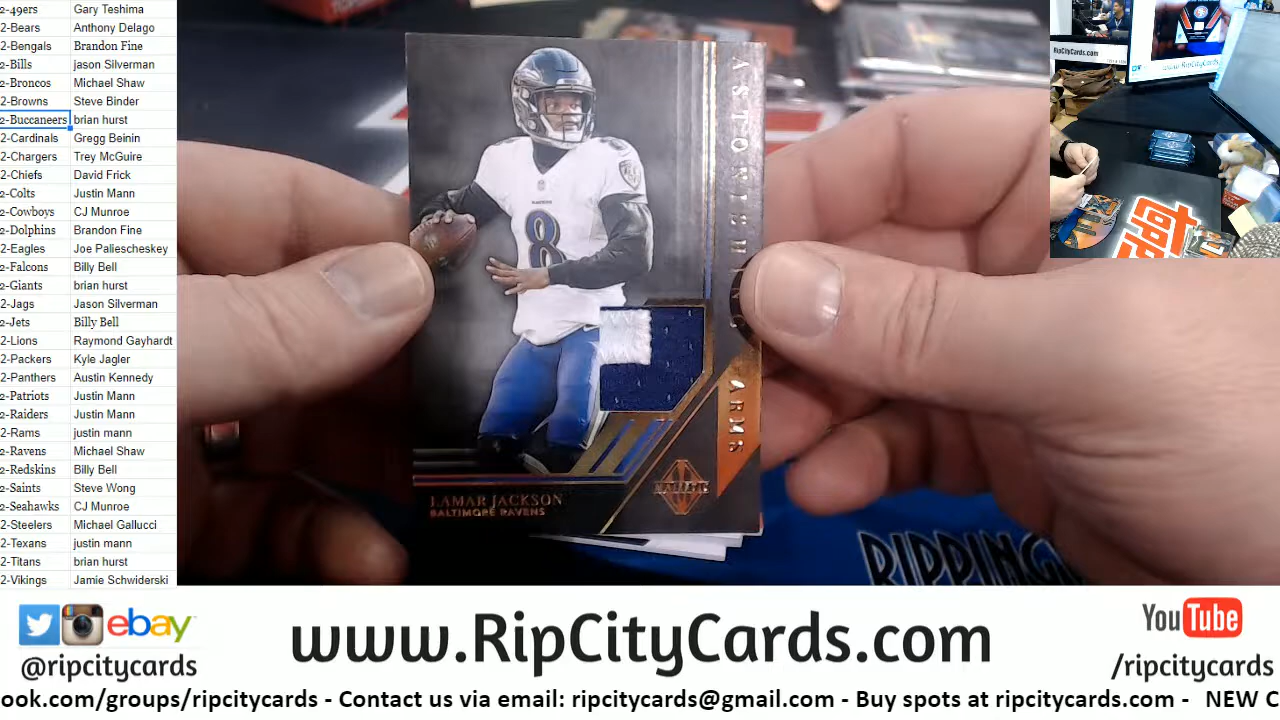 2-49ers Gary Teshima
2-Bears Anthony Delago
2-Bengals Brandon Fine
2-Bills jason Silverman
2-Broncos Michael Shaw
2-Browns Steve Binder
2-Buccaneers brian hurst
2-Cardinals Gregg Beinin
2-Chargers Trey McGuire
2-Chiefs David Frick
2-Colts Justin Mann
2-Cowboys CJ Munroe
2-Dolphins Brandon Fine
2-Eagles Joe Paliescheskey
2-Falcons Billy Bell
2-Giants brian hurst
2-Jags Jason Silverman
2-Jets Billy Bell
2-Lions Raymond Gayhardt
2-Packers Kyle Jagler
2-Panthers Austin Kennedy
2-Patriots Justin Mann
2-Raiders Justin Mann
2-Rams justin mann
2-Ravens Michael Shaw
2-Redskins Billy Bell
2-Saints Steve Wong
2-Seahawks CJ Munroe
2-Steelers Michael Gallucci
2-Texans justin mann
2-Titans brian hurst
2-Vikings Jamie Schwiderski
ASTONISHING ARMS
8
LAMAR JACKSON
BALTIMORE RAVENS
MAJESTIC
RIPPING
RipCity.com
www.RipCityCards.com
Rip City
ebay
@ripcitycards
www.RipCityCards.com
YouTube
/ripcitycards
ook.com/groups/ripcitycards - Contact us via email: ripcitycards@gmail.com - Buy spots at ripcitycards.com - NEW C